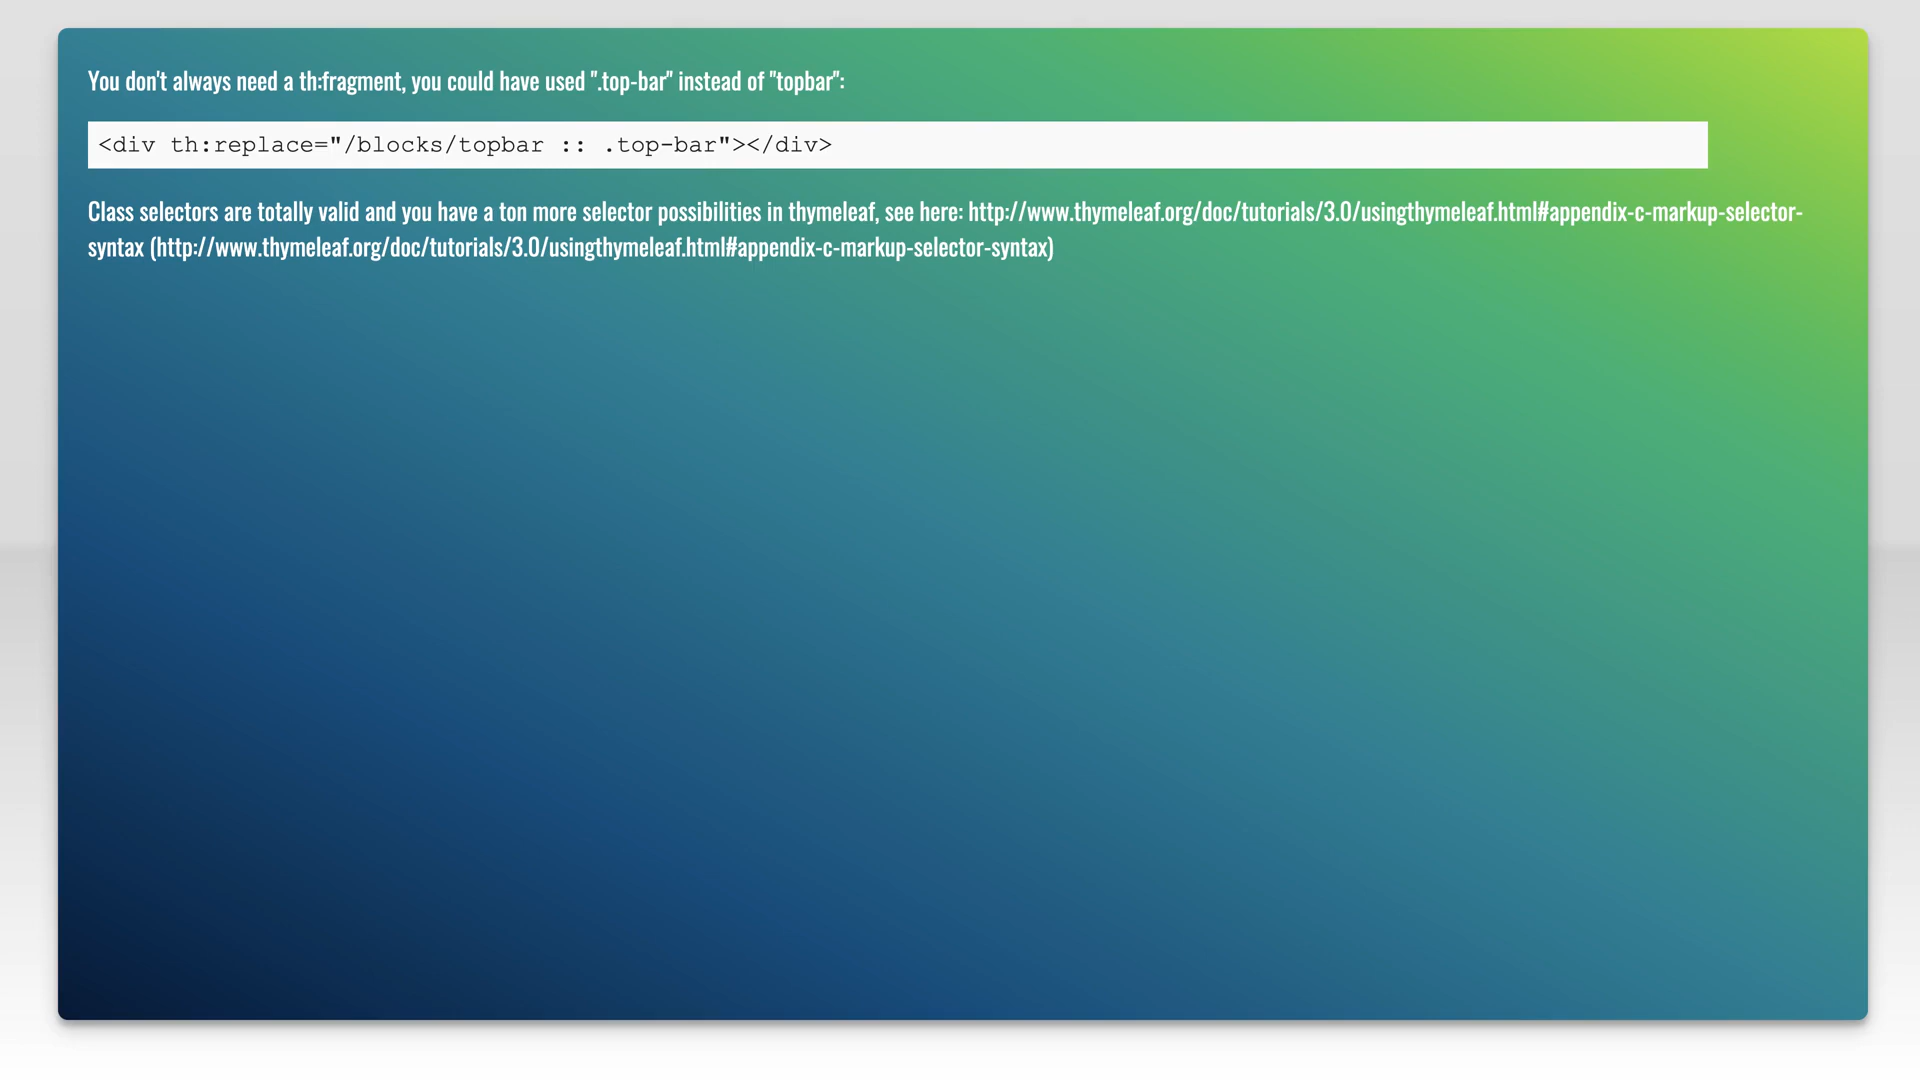 You don't always need a th:fragment, you could have used ".top-bar" instead of "topbar":
<div th:replace="/blocks/topbar :: .top-bar"></div>
Class selectors are totally valid and you have a ton more selector possibilities in thymeleaf, see here: http://www.thymeleaf.org/doc/tutorials/3.0/usingthymeleaf.html#appendix-c-markup-selector-
syntax (http://www.thymeleaf.org/doc/tutorials/3.0/usingthymeleaf.html#appendix-c-markup-selector-syntax)